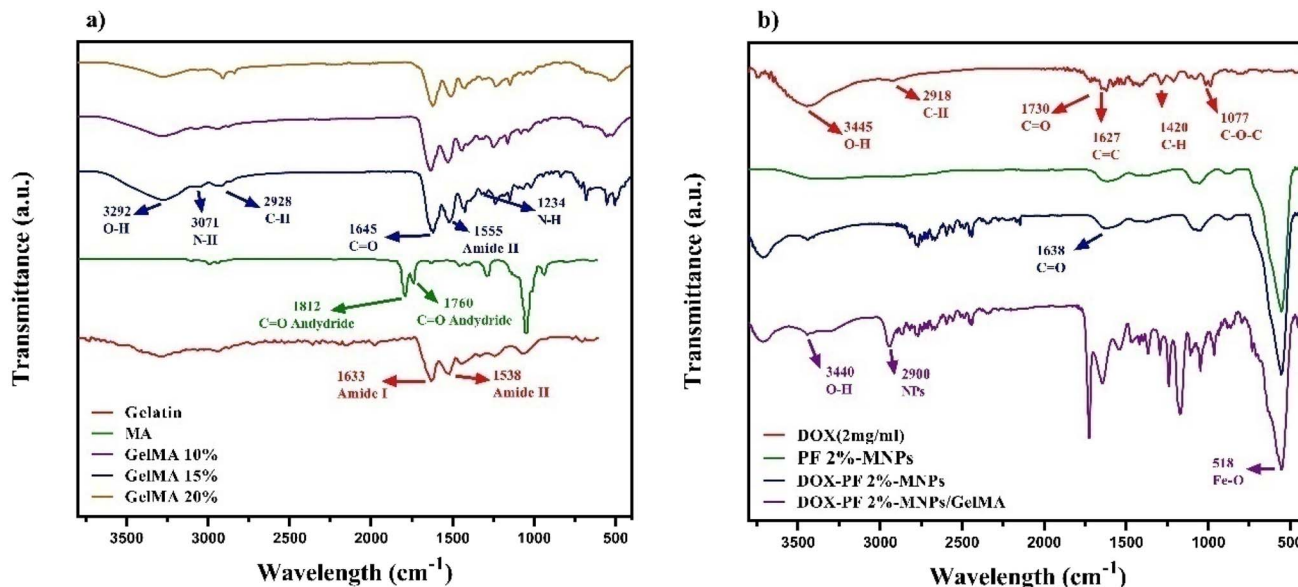 a)
3292
O-H
3071
N-II
2928
C-II
1645
C=O
1555
Amide II
1234
N-H
1812
C=O Andydride
1760
C=O Andydride
1633
Amide I
1538
Amide II
Gelatin
MA
GelMA 10%
GelMA 15%
GelMA 20%
Transmittance (a.u.)
3500 3000 2500 2000 1500 1000 500
Wavelength (cm-1)
b)
3445
O-H
2918
C-II
1730
C=O
1627
C=C
1420
C-H
1077
C-O-C
1638
C=O
3440
O-H
2900
NPs
518
Fe-O
DOX(2mg/ml)
PF 2%-MNPs
DOX-PF 2%-MNPs
DOX-PF 2%-MNPs/GelMA
Transmittance (a.u.)
3500 3000 2500 2000 1500 1000 500
Wavelength (cm-1)